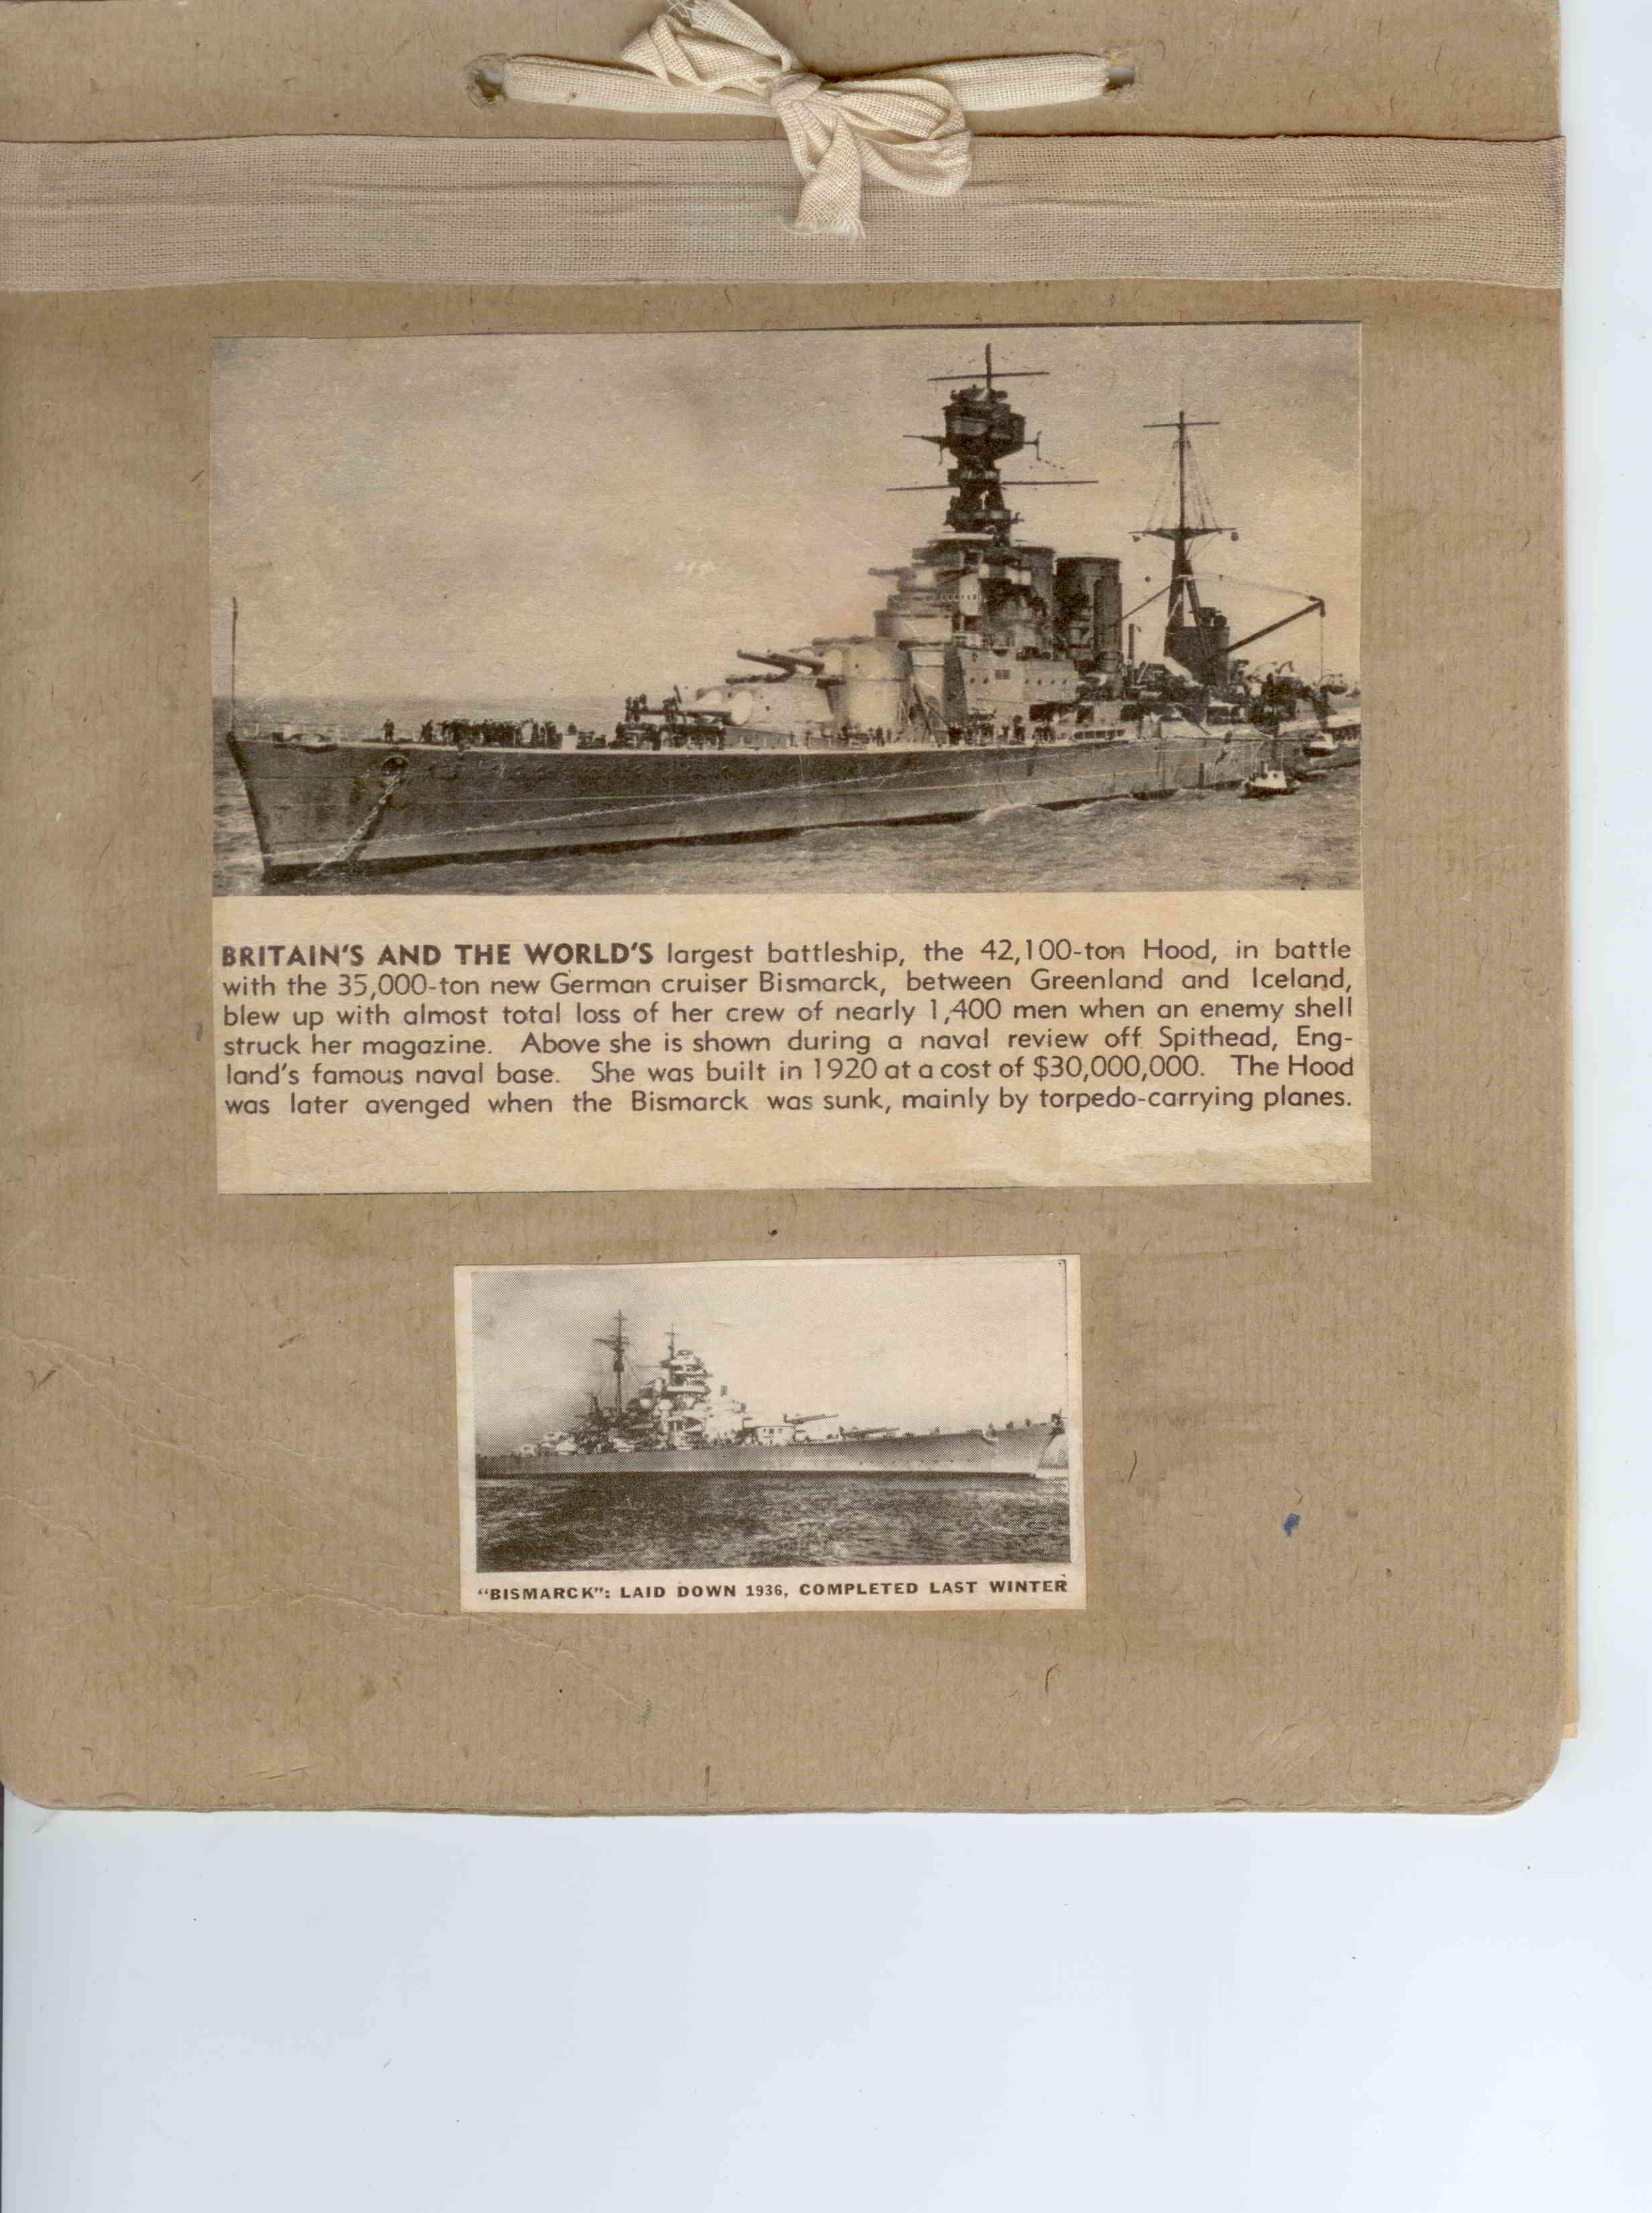 BRITAIN'S AND THE WORLD'S largest battleship, the 42,100-ton Hood, in battle
with the 35,000-ton new German cruiser Bismarck, between Greenland and Iceland,
blew up with almost total loss of her crew of nearly 1,400 men when an enemy shell
struck her magazine. Above she is shown during a naval review off Spithead, Eng-
land's famous naval base. She was built in 1920 at a cost of $30,000,000. The Hood
was later avenged when the Bismarck was sunk, mainly by torpedo-carrying planes.
"BISMARCK": LAID DOWN 1936, COMPLETED LAST WINTER